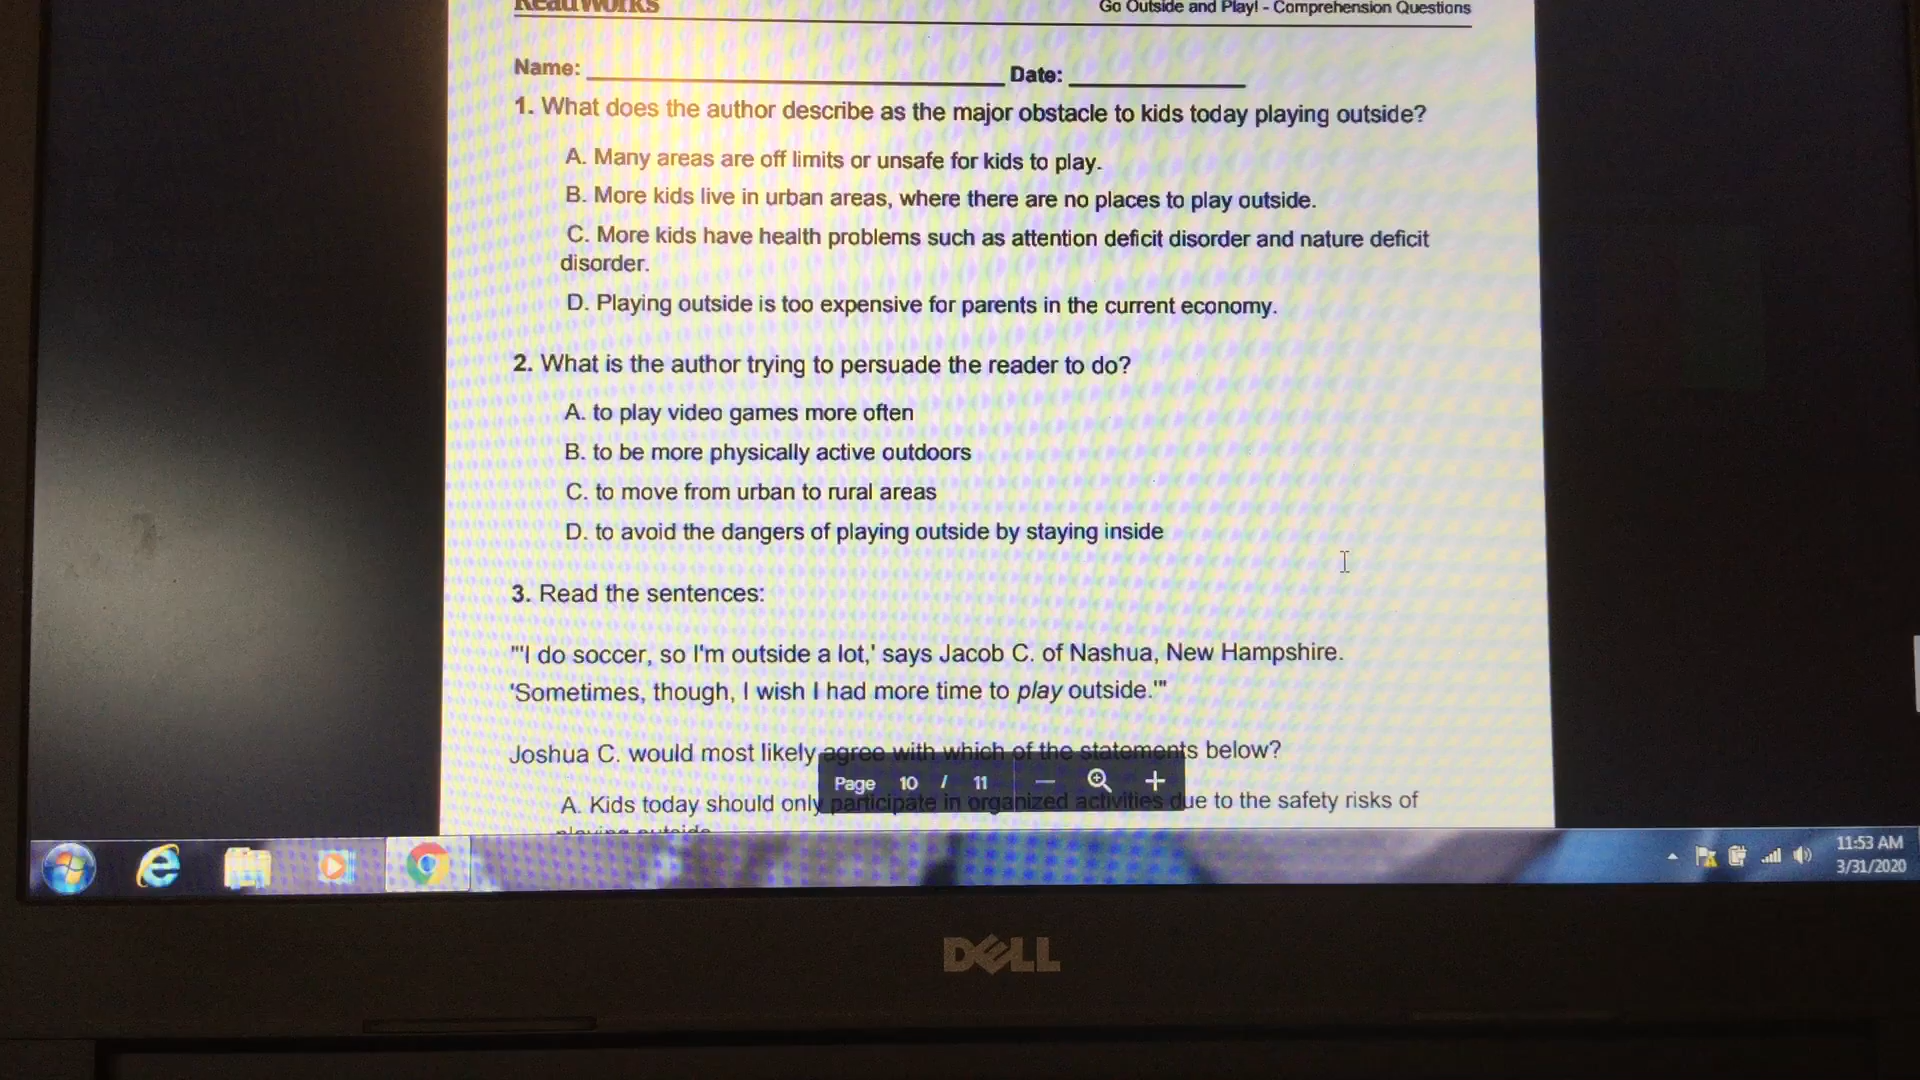 ReadWorks
Go Outside and Play! - Comprehension Questions
Name: Date:
1. What does the author describe as the major obstacle to kids today playing outside?
A. Many areas are off limits or unsafe for kids to play.
B. More kids live in urban areas, where there are no places to play outside.
C. More kids have health problems such as attention deficit disorder and nature deficit
disorder.
D. Playing outside is too expensive for parents in the current economy.
2. What is the author trying to persuade the reader to do?
A. to play video games more often
B. to be more physically active outdoors
C. to move from urban to rural areas
D. to avoid the dangers of playing outside by staying inside
3. Read the sentences:
"'I do soccer, so I'm outside a lot,' says Jacob C. of Nashua, New Hampshire.
'Sometimes, though, I wish I had more time to play outside.'"
Joshua C. would most likely agree with which of the statements below?
Page 10 / 11
A. Kids today should only participate in organized activities due to the safety risks of
playing outside
11:53 AM
3/31/2020
DELL